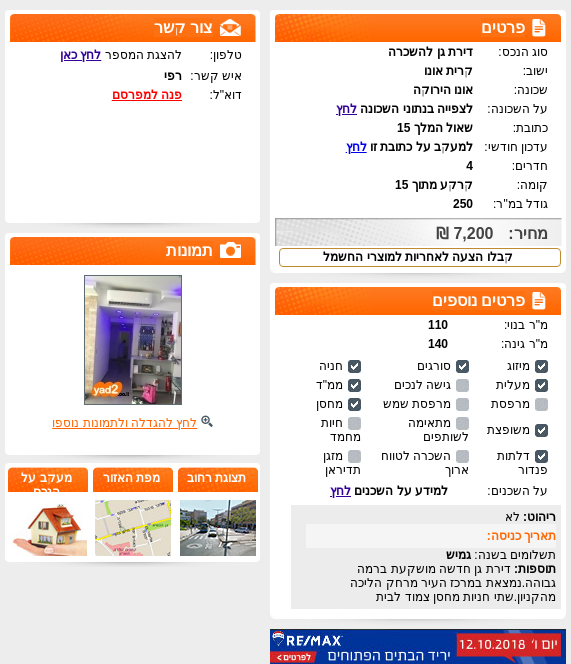 פרטים
סוג הנכס: דירת גן להשכרה
ישוב: קרית אונו
שכונה: אונו הירוקה
על השכונה: לצפייה בנתוני השכונה לחץ
כתובת: שאול המלך 15
עדכון חודשי: למעקב על כתובת זו לחץ
חדרים: 4
קומה: קרקע מתוך 15
גודל במ"ר: 250
מחיר: 7,200 ₪
קבלו הצעה לאחריות למוצרי החשמל
פרטים נוספים
מ"ר בנוי: 110
מ"ר גינה: 140
מיזוג סורגים חניה
מעלית גישה לנכים ממ"ד
מרפסת מרפסת שמש מחסן
משופצת מתאימה לשותפים חיות מחמד
דלתות פנדור השכרה לטווח ארוך מזגן תדיראן
על השכנים: למידע על השכנים לחץ
ריהוט: לא
תאריך כניסה:
תשלומים בשנה: גמיש
תוספות: דירת גן חדשה מושקעת ברמה
גבוהה.נמצאת במרכז העיר מרחק הליכה
מהקניון.שתי חניות מחסן צמוד לבית
יום ו' 12.10.2018
RE/MAX
יריד הבתים הפתוחים
לפרטים >
צור קשר
טלפון: להצגת המספר לחץ כאן
איש קשר: רפי
דוא"ל: פנה למפרסם
תמונות
yad2
לחץ להגדלה ולתמונות נוספו
תצוגת רחוב
מפת האזור
מעקב על
הנכס